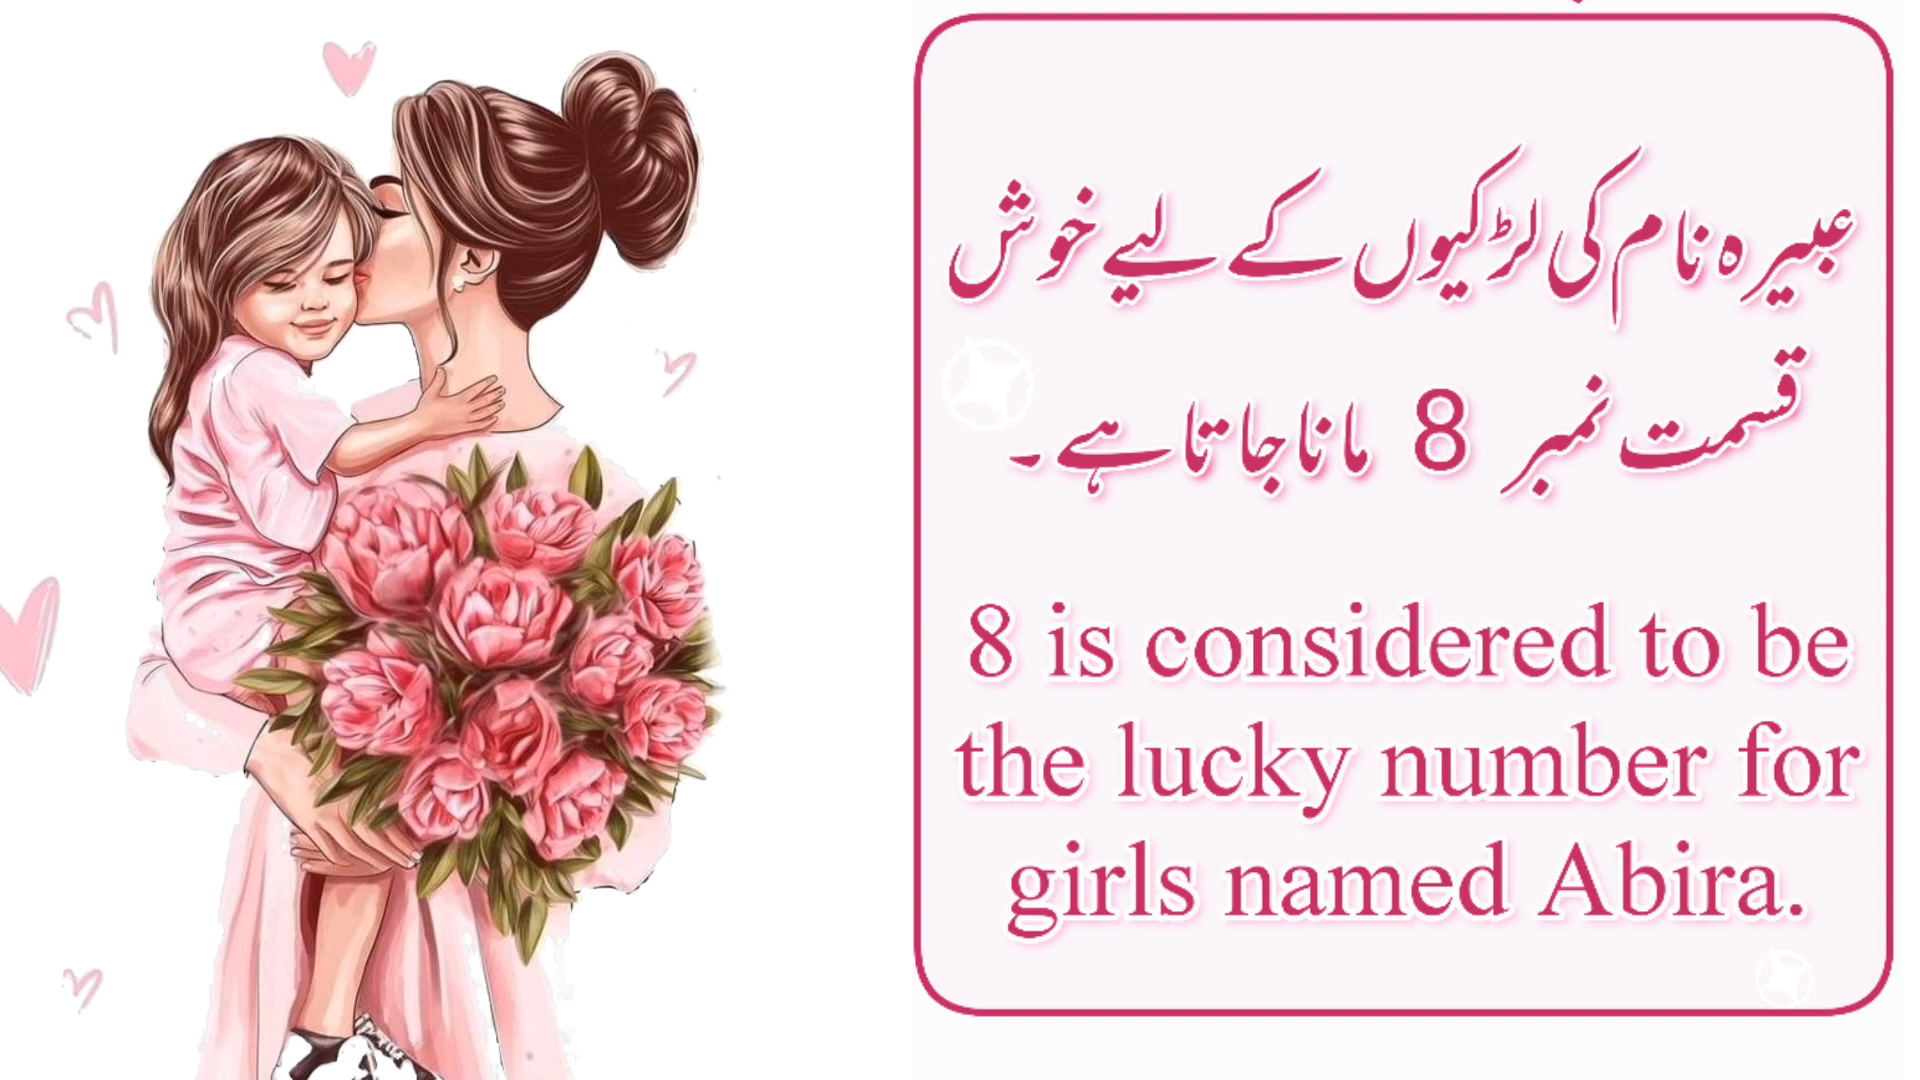 عبیرہ نام کی لڑکیوں کے لیے خوش
قسمت نمبر 8 مانا جاتا ہے۔
8 is considered to be
the lucky number for
girls named Abira.